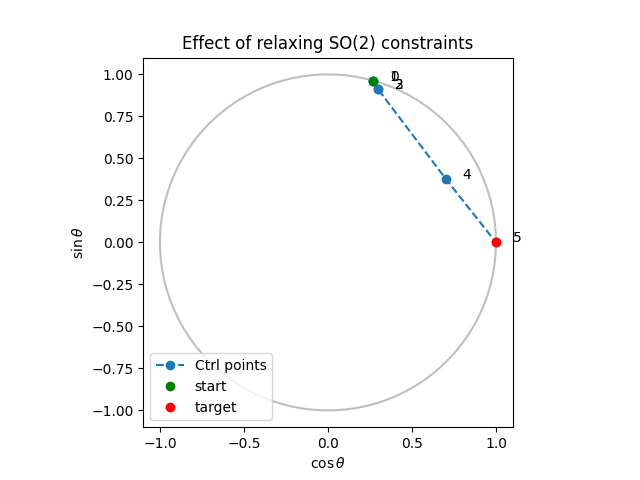 Effect of relaxing SO(2) constraints
1.00
0.75
0.50
0.25
0.00
−0.25
−0.50
−0.75
−1.00
sin θ
4
5
Ctrl points
start
target
−1.0
−0.5
0.0
0.5
1.0
cos θ